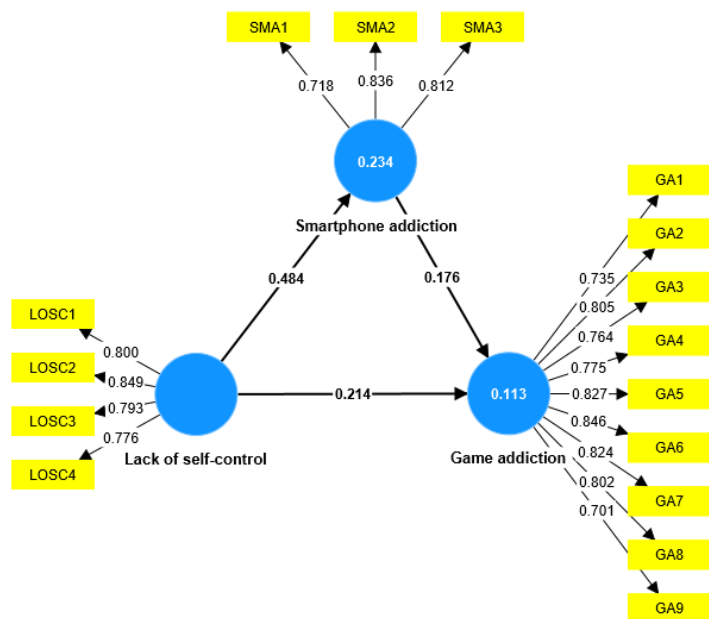 SMA1
SMA2
SMA3
0.718
0.836
0.812
0.234
Smartphone addiction
0.484
0.176
LOSC1
LOSC2
LOSC3
LOSC4
0.800
0.849
0.793
0.776
Lack of self-control
0.214
0.113
Game addiction
0.735
0.805
0.764
0.775
0.827
0.846
0.824
0.802
0.701
GA1
GA2
GA3
GA4
GA5
GA6
GA7
GA8
GA9